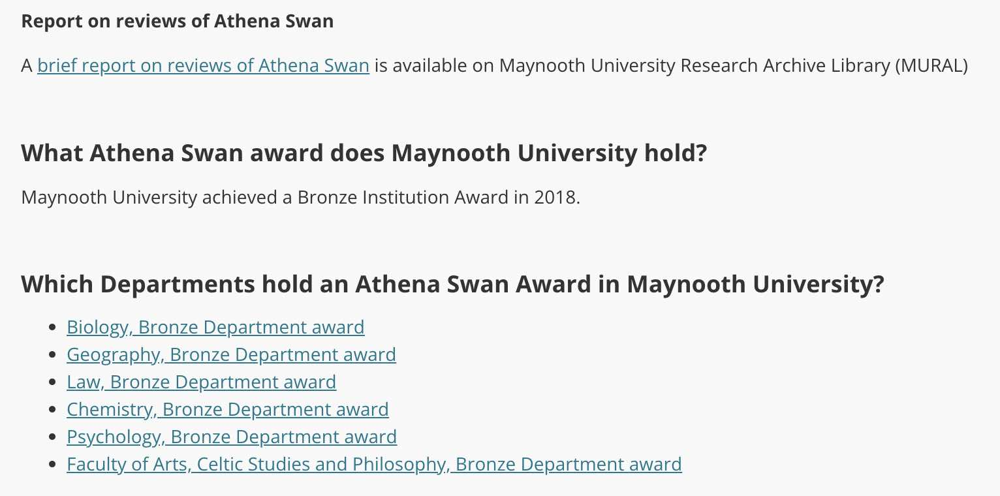 Report on reviews of Athena Swan
A brief report on reviews of Athena Swan is available on Maynooth University Research Archive Library (MURAL)
What Athena Swan award does Maynooth University hold?
Maynooth University achieved a Bronze Institution Award in 2018.
Which Departments hold an Athena Swan Award in Maynooth University?
• Biology, Bronze Department award
• Geography, Bronze Department award
• Law, Bronze Department award
• Chemistry, Bronze Department award
• Psychology, Bronze Department award
• Faculty of Arts, Celtic Studies and Philosophy, Bronze Department award